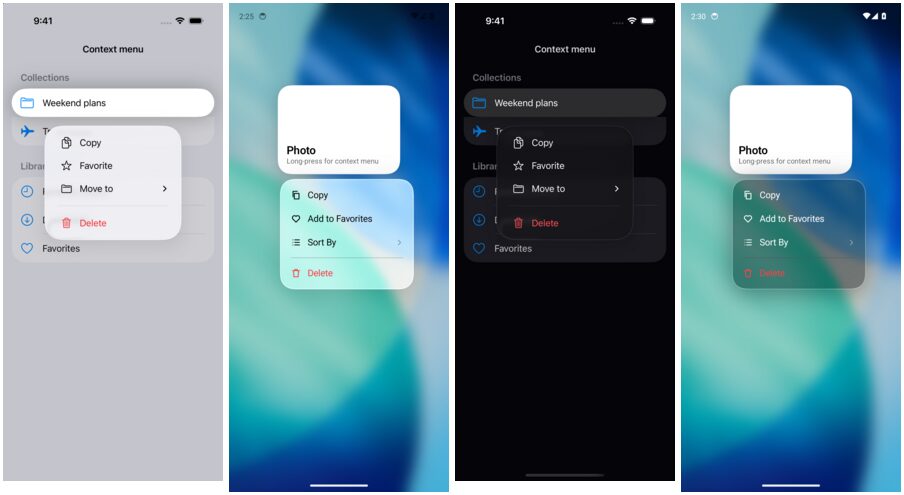 9:41
Context menu
Collections
Weekend plans
Copy
Favorite
Move to
Delete
Favorites
2:25
Photo
Long-press for context menu
Copy
Add to Favorites
Sort By
Delete
9:41
Context menu
Collections
Weekend plans
Copy
Favorite
Move to
Delete
Favorites
2:30
Photo
Long-press for context menu
Copy
Add to Favorites
Sort By
Delete